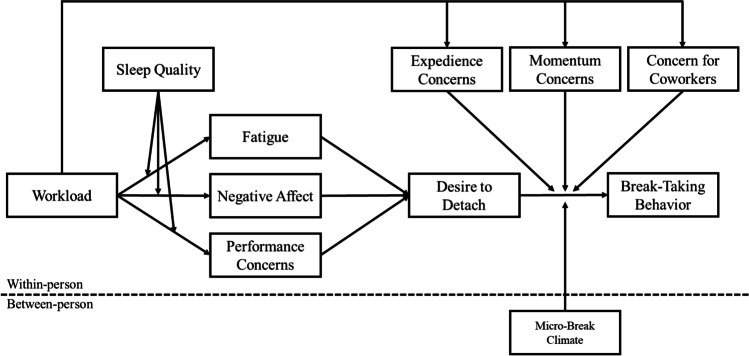 Sleep Quality
Expedience
Concerns
Momentum
Concerns
Concern for
Coworkers
Fatigue
Workload
Negative Affect
Desire to
Detach
Break-Taking
Behavior
Performance
Concerns
Within-person
Between-person
Micro-Break
Climate